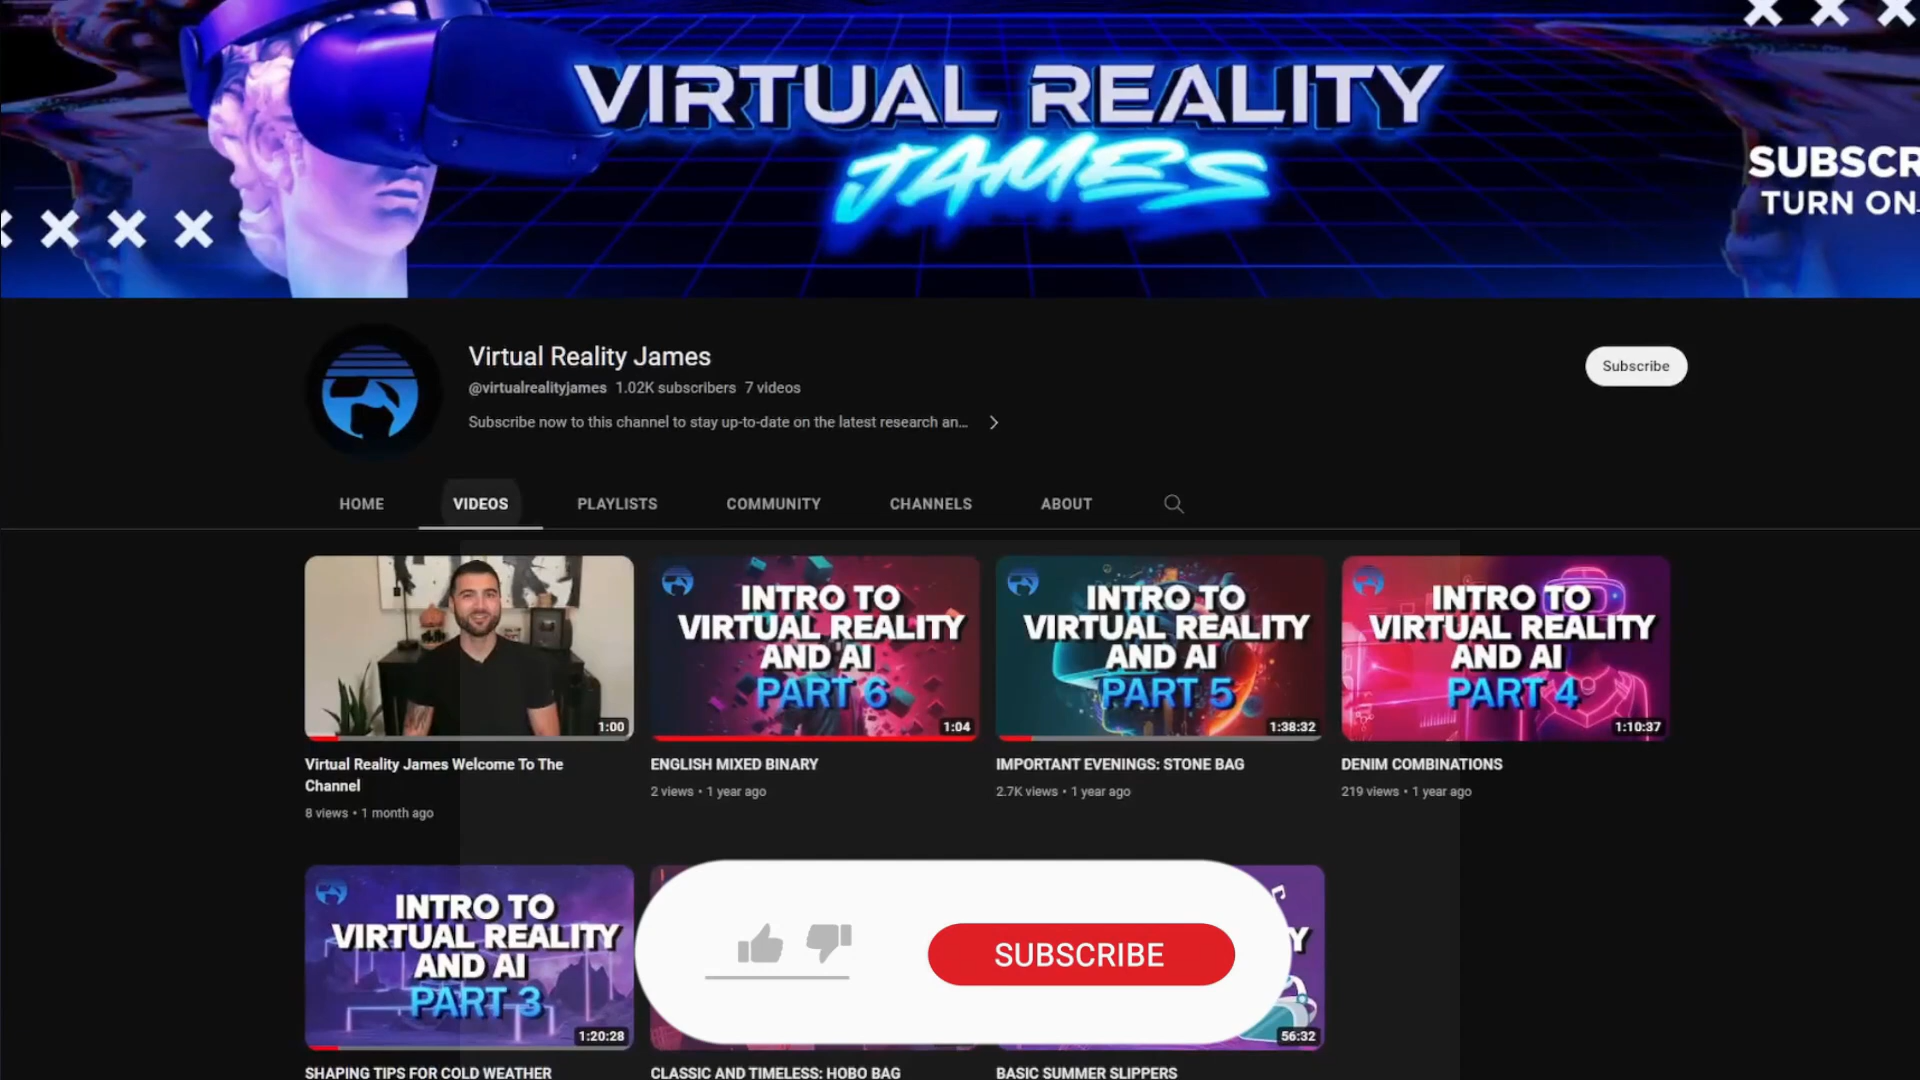 VIRTUAL REALITY
JAMES
SUBSCR
TURN ON
Virtual Reality James
@virtualrealityjames 1.02K subscribers 7 videos
Subscribe now to this channel to stay up-to-date on the latest research an...
Subscribe
HOME VIDEOS PLAYLISTS COMMUNITY CHANNELS ABOUT
1:00
Virtual Reality James Welcome To The
Channel
8 views • 1 month ago
INTRO TO
VIRTUAL REALITY
AND AI
PART 6
1:04
ENGLISH MIXED BINARY
2 views • 1 year ago
INTRO TO
VIRTUAL REALITY
AND AI
PART 5
1:38:32
IMPORTANT EVENINGS: STONE BAG
2.7K views • 1 year ago
INTRO TO
VIRTUAL REALITY
AND AI
PART 4
1:10:37
DENIM COMBINATIONS
219 views • 1 year ago
INTRO TO
VIRTUAL REALITY
AND AI
PART 3
1:20:28
SHAPING TIPS FOR COLD WEATHER
CLASSIC AND TIMELESS: HOBO BAG
Y
56:32
BASIC SUMMER SLIPPERS
SUBSCRIBE